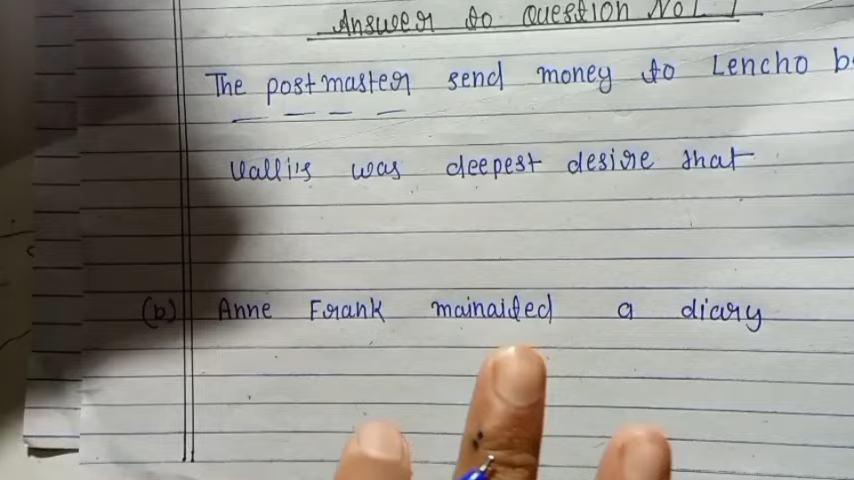 Answer to Question No 1
The postmaster send money to Lencho b
Valli's was deepest desire that
(b) Anne Frank mainaided a diary